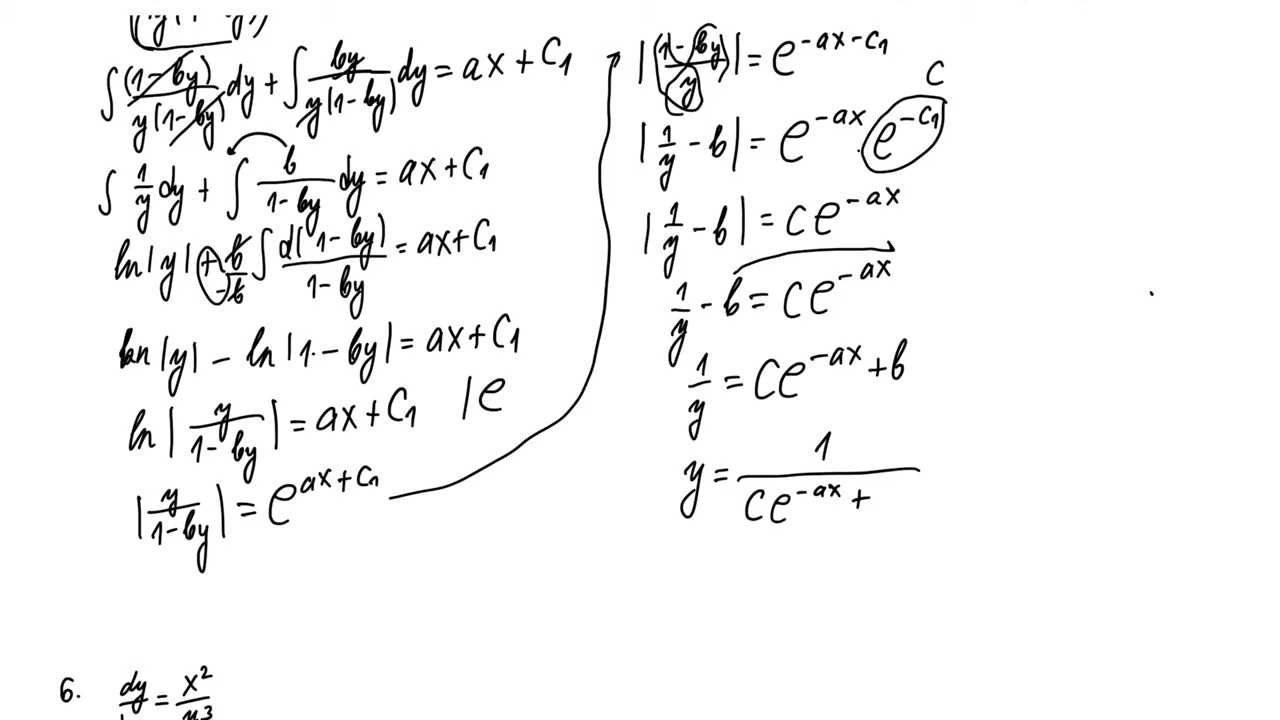 ∫ (1-by)/(y(1-by)) dy + ∫ by/(y(1-by)) dy = ax + C₁
∫ 1/y dy + ∫ b/(1-by) dy = ax + C₁
ln|y| + b/-b ∫ d(1-by)/(1-by) = ax + C₁
ln|y| - ln|1-by| = ax + C₁
ln|y/(1-by)| = ax + C₁ |e
|y/(1-by)| = e^(ax+C₁)
|(1-by)/y| = e^(-ax-C₁)
C
|1/y - b| = e^(-ax) · e^(-C₁)
|1/y - b| = Ce^(-ax)
1/y - b = Ce^(-ax)
1/y = Ce^(-ax) + b
y = 1/(Ce^(-ax) +
6. dy = x²